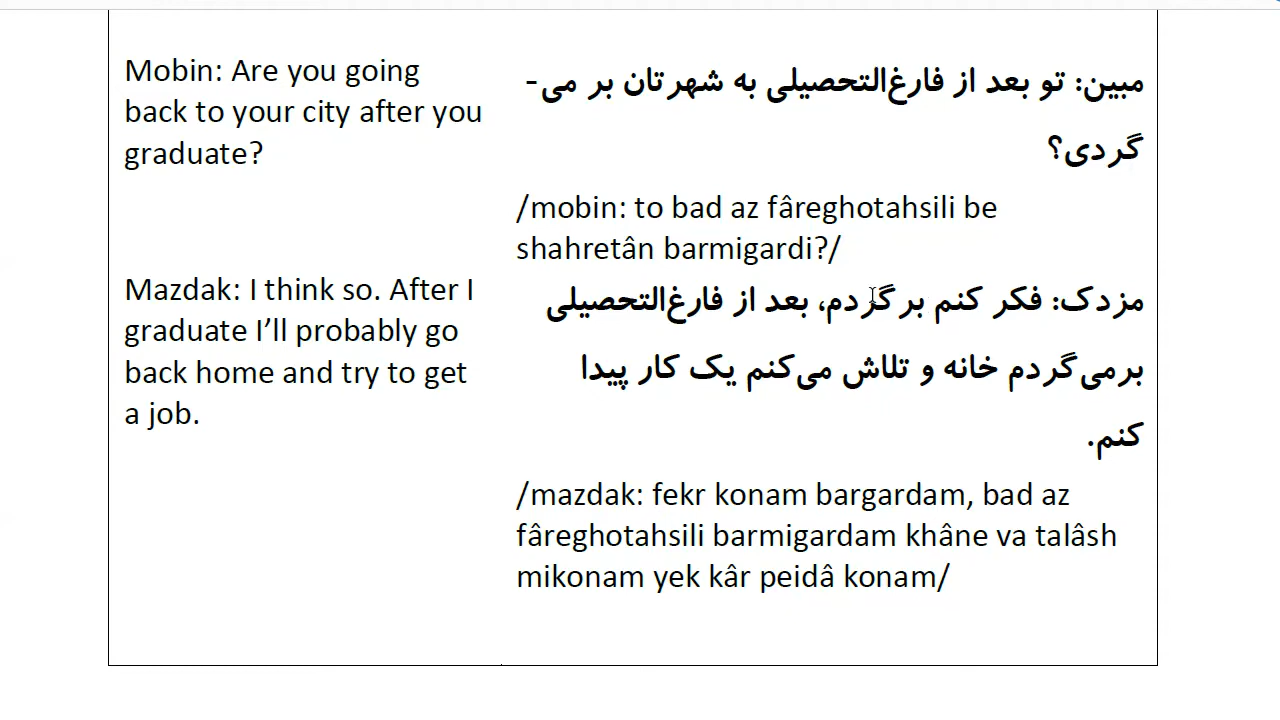 Mobin: Are you going
back to your city after you
graduate?
مبین: تو بعد از فارغ‌التحصیلی به شهرتان بر می-
گردی؟
/mobin: to bad az fâreghotahsili be
shahretân barmigardi?/
Mazdak: I think so. After I
graduate I’ll probably go
back home and try to get
a job.
مزدک: فکر کنم برگردم، بعد از فارغ‌التحصیلی
برمی‌گردم خانه و تلاش می‌کنم یک کار پیدا
کنم.
/mazdak: fekr konam bargardam, bad az
fâreghotahsili barmigardam khâne va talâsh
mikonam yek kâr peidâ konam/